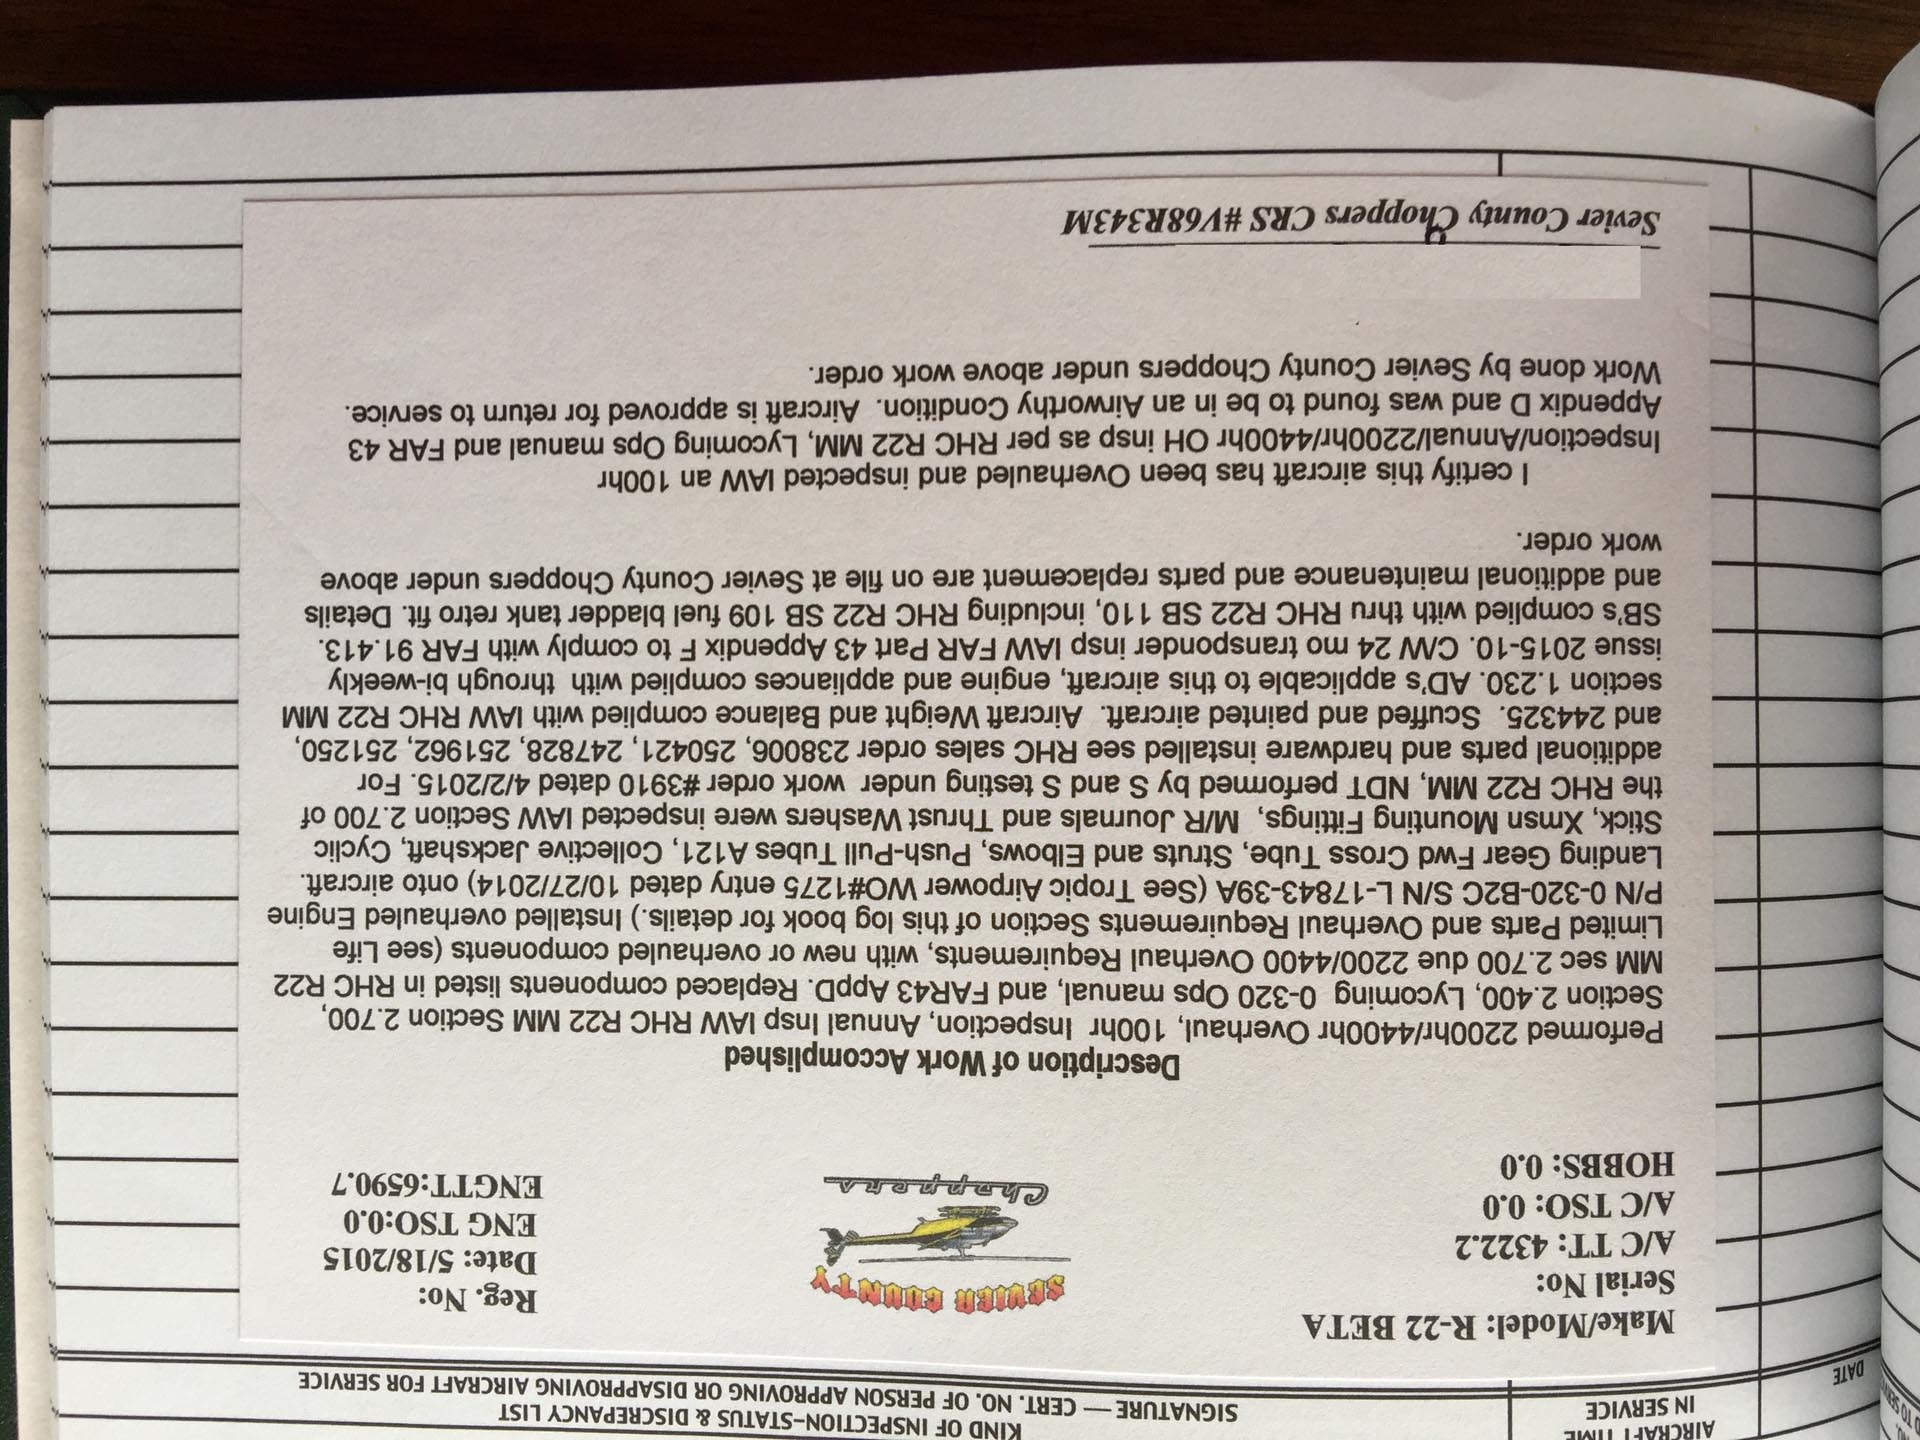 KIND OF INSPECTION–STATUS & DISCREPANCY LIST
SIGNATURE — CERT. NO. OF PERSON APPROVING OR DISAPPROVING AIRCRAFT FOR SERVICE
AIRCRAFT TIME
IN SERVICE
DATE
Make/Model: R-22 BETA
Serial No:
A/C TT: 4322.2
A/C TSO: 0.0
HOBBS: 0.0
SEVIER COUNTY
Choppers
Reg. No:
Date: 5/18/2015
ENG TSO:0.0
ENGTT:6590.7
Description of Work Accomplished
Performed 2200hr/4400hr Overhaul, 100hr Inspection, Annual Insp IAW RHC R22 MM Section 2.700,
Section 2.400, Lycoming 0-320 Ops manual, and FAR43 AppD. Replaced components listed in RHC R22
MM sec 2.700 due 2200/4400 Overhaul Requirements, with new or overhauled components (see Life
Limited Parts and Overhaul Requirements Section of this log book for details.) Installed overhauled Engine
P/N 0-320-B2C S/N L-17843-39A (See Tropic Airpower WO#1275 entry dated 10/27/2014) onto aircraft.
Landing Gear Fwd Cross Tube, Struts and Elbows, Push-Pull Tubes A121, Collective Jackshaft, Cyclic
Stick, Xmsn Mounting Fittings, M/R Journals and Thrust Washers were inspected IAW Section 2.700 of
the RHC R22 MM, NDT performed by S and S testing under work order #3910 dated 4/2/2015. For
additional parts and hardware installed see RHC sales order 238006, 250421, 247828, 251962, 251250,
and 244325. Scuffed and painted aircraft. Aircraft Weight and Balance complied with IAW RHC R22 MM
section 1.230. AD's applicable to this aircraft, engine and appliances complied with through bi-weekly
issue 2015-10. C/W 24 mo transponder insp IAW FAR Part 43 Appendix F to comply with FAR 91.413.
SB's complied with thru RHC R22 SB 110, including RHC R22 SB 109 fuel bladder tank retro fit. Details
and additional maintenance and parts replacement are on file at Sevier County Choppers under above
work order.
I certify this aircraft has been Overhauled and inspected IAW an 100hr
Inspection/Annual/2200hr/4400hr OH insp as per RHC R22 MM, Lycoming Ops manual and FAR 43
Appendix D and was found to be in an Airworthy Condition. Aircraft is approved for return to service.
Work done by Sevier County Choppers under above work order.
Sevier County Choppers CRS #V68R343M